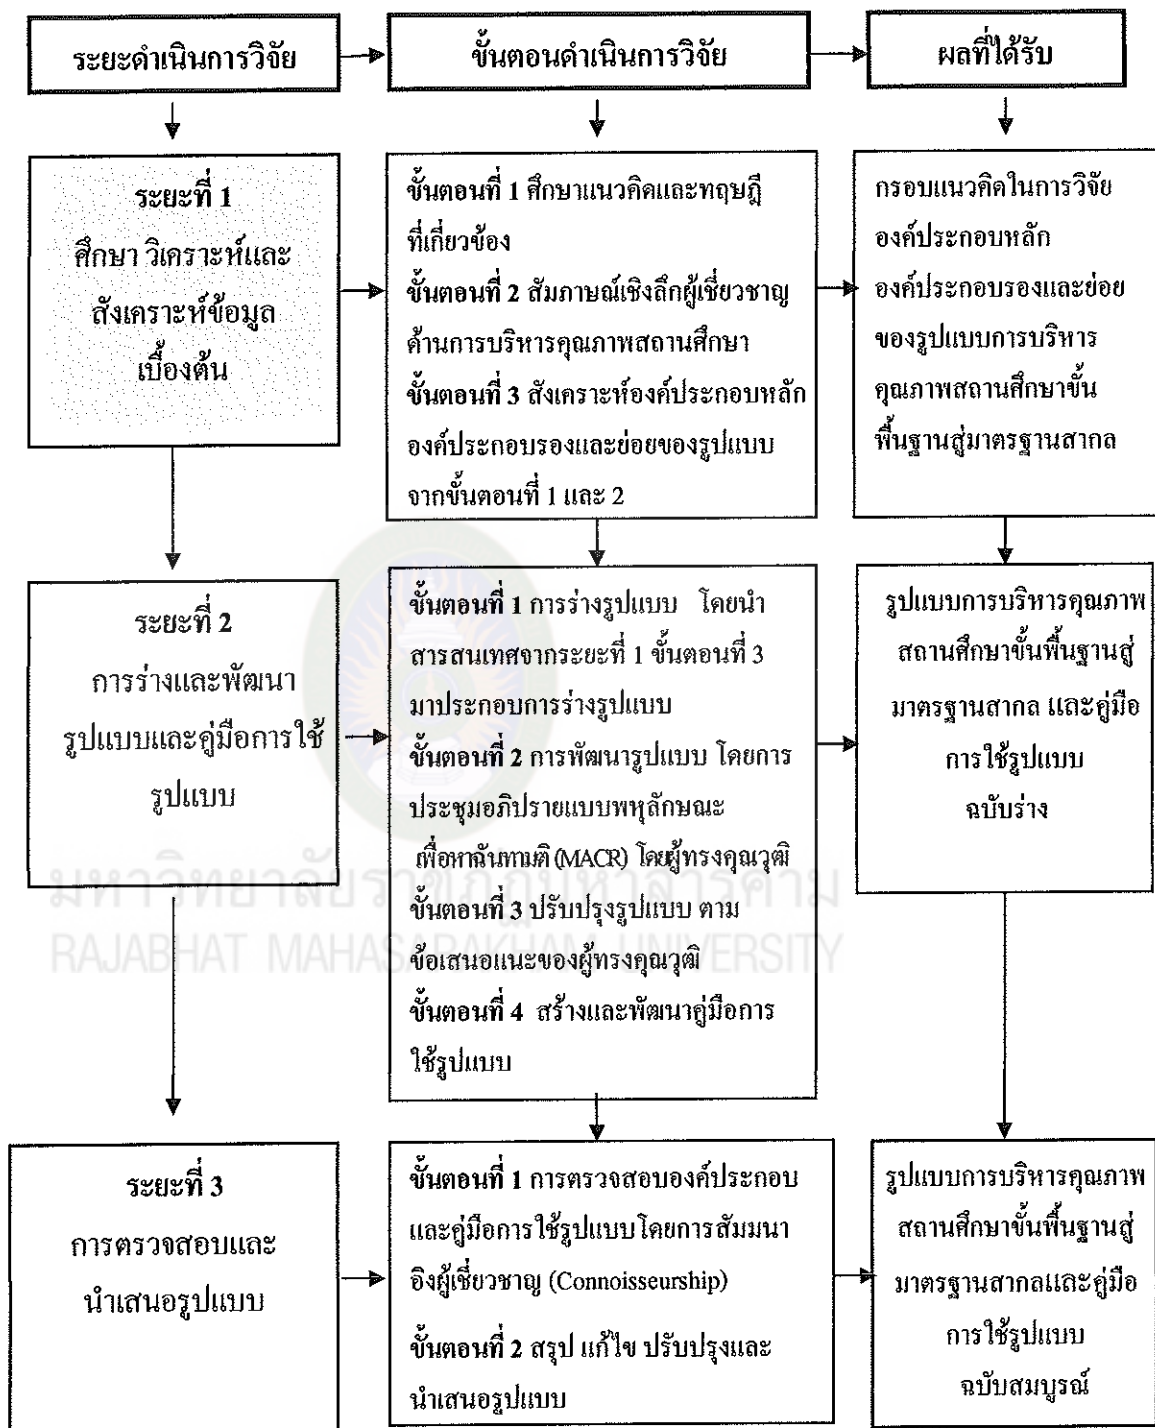 ระยะดำเนินการวิจัย
ขั้นตอนดำเนินการวิจัย
ผลที่ได้รับ
ระยะที่ 1
ศึกษา วิเคราะห์และ
สังเคราะห์ข้อมูล
เบื้องต้น
ขั้นตอนที่ 1 ศึกษาแนวคิดและทฤษฎี
ที่เกี่ยวข้อง
ขั้นตอนที่ 2 สัมภาษณ์เชิงลึกผู้เชี่ยวชาญ
ด้านการบริหารคุณภาพสถานศึกษา
ขั้นตอนที่ 3 สังเคราะห์องค์ประกอบหลัก
องค์ประกอบรองและย่อยของรูปแบบ
จากขั้นตอนที่ 1 และ 2
กรอบแนวคิดในการวิจัย
องค์ประกอบหลัก
องค์ประกอบรองและย่อย
ของรูปแบบการบริหาร
คุณภาพสถานศึกษาขั้น
พื้นฐานสู่มาตรฐานสากล
ระยะที่ 2
การร่างและพัฒนา
รูปแบบและคู่มือการใช้
รูปแบบ
ขั้นตอนที่ 1 การร่างรูปแบบ โดยนำ
สารสนเทศจากระยะที่ 1 ขั้นตอนที่ 3
มาประกอบการร่างรูปแบบ
ขั้นตอนที่ 2 การพัฒนารูปแบบ โดยการ
ประชุมอภิปรายแบบพหุลักษณะ
เพื่อหาฉันทามติ (MACR) โดยผู้ทรงคุณวุฒิ
ขั้นตอนที่ 3 ปรับปรุงรูปแบบ ตาม
ข้อเสนอแนะของผู้ทรงคุณวุฒิ
ขั้นตอนที่ 4 สร้างและพัฒนาคู่มือการ
ใช้รูปแบบ
รูปแบบการบริหารคุณภาพ
สถานศึกษาขั้นพื้นฐานสู่
มาตรฐานสากล และคู่มือ
การใช้รูปแบบ
ฉบับร่าง
มหาวิทยาลัยราชภัฏมหาสารคาม
RAJABHAT MAHASARAKHAM UNIVERSITY
ระยะที่ 3
การตรวจสอบและ
นำเสนอรูปแบบ
ขั้นตอนที่ 1 การตรวจสอบองค์ประกอบ
และคู่มือการใช้รูปแบบโดยการสัมมนา
อิงผู้เชี่ยวชาญ (Connoisseurship)
ขั้นตอนที่ 2 สรุป แก้ไข ปรับปรุงและ
นำเสนอรูปแบบ
รูปแบบการบริหารคุณภาพ
สถานศึกษาขั้นพื้นฐานสู่
มาตรฐานสากลและคู่มือ
การใช้รูปแบบ
ฉบับสมบูรณ์